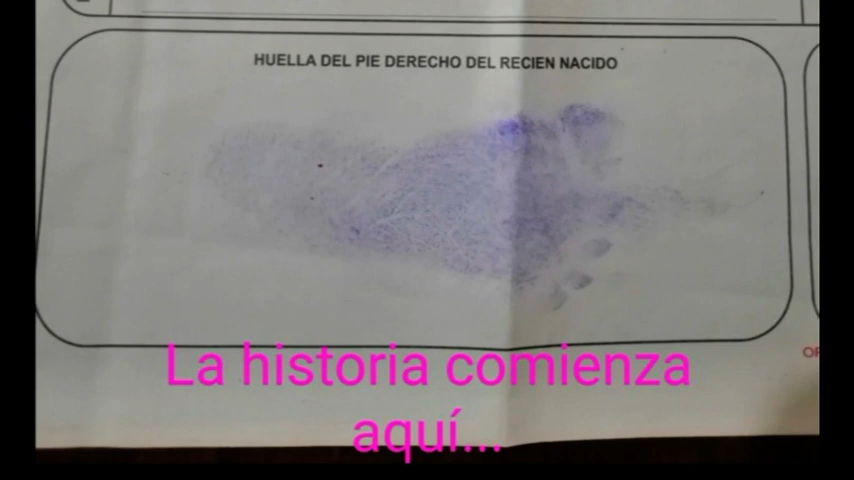 HUELLA DEL PIE DERECHO DEL RECIEN NACIDO
La historia comienza
aquí...